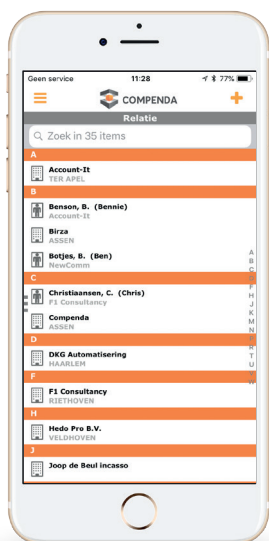 Geen service 11:28 77%
COMPENDA
Relatie
Zoek in 35 items
A
Account-It
TER APEL
B
Benson, B. (Bennie)
Account-It
Birza
ASSEN
Botjes, B. (Ben)
NewComm
C
Christiaansen, C. (Chris)
F1 Consultancy
Compenda
ASSEN
D
DKG Automatisering
HAARLEM
F
F1 Consultancy
RIETHOVEN
H
Hedo Pro B.V.
VELDHOVEN
J
Joop de Beul incasso
A
B
C
F
H
J
K
M
N
R
T
U
W